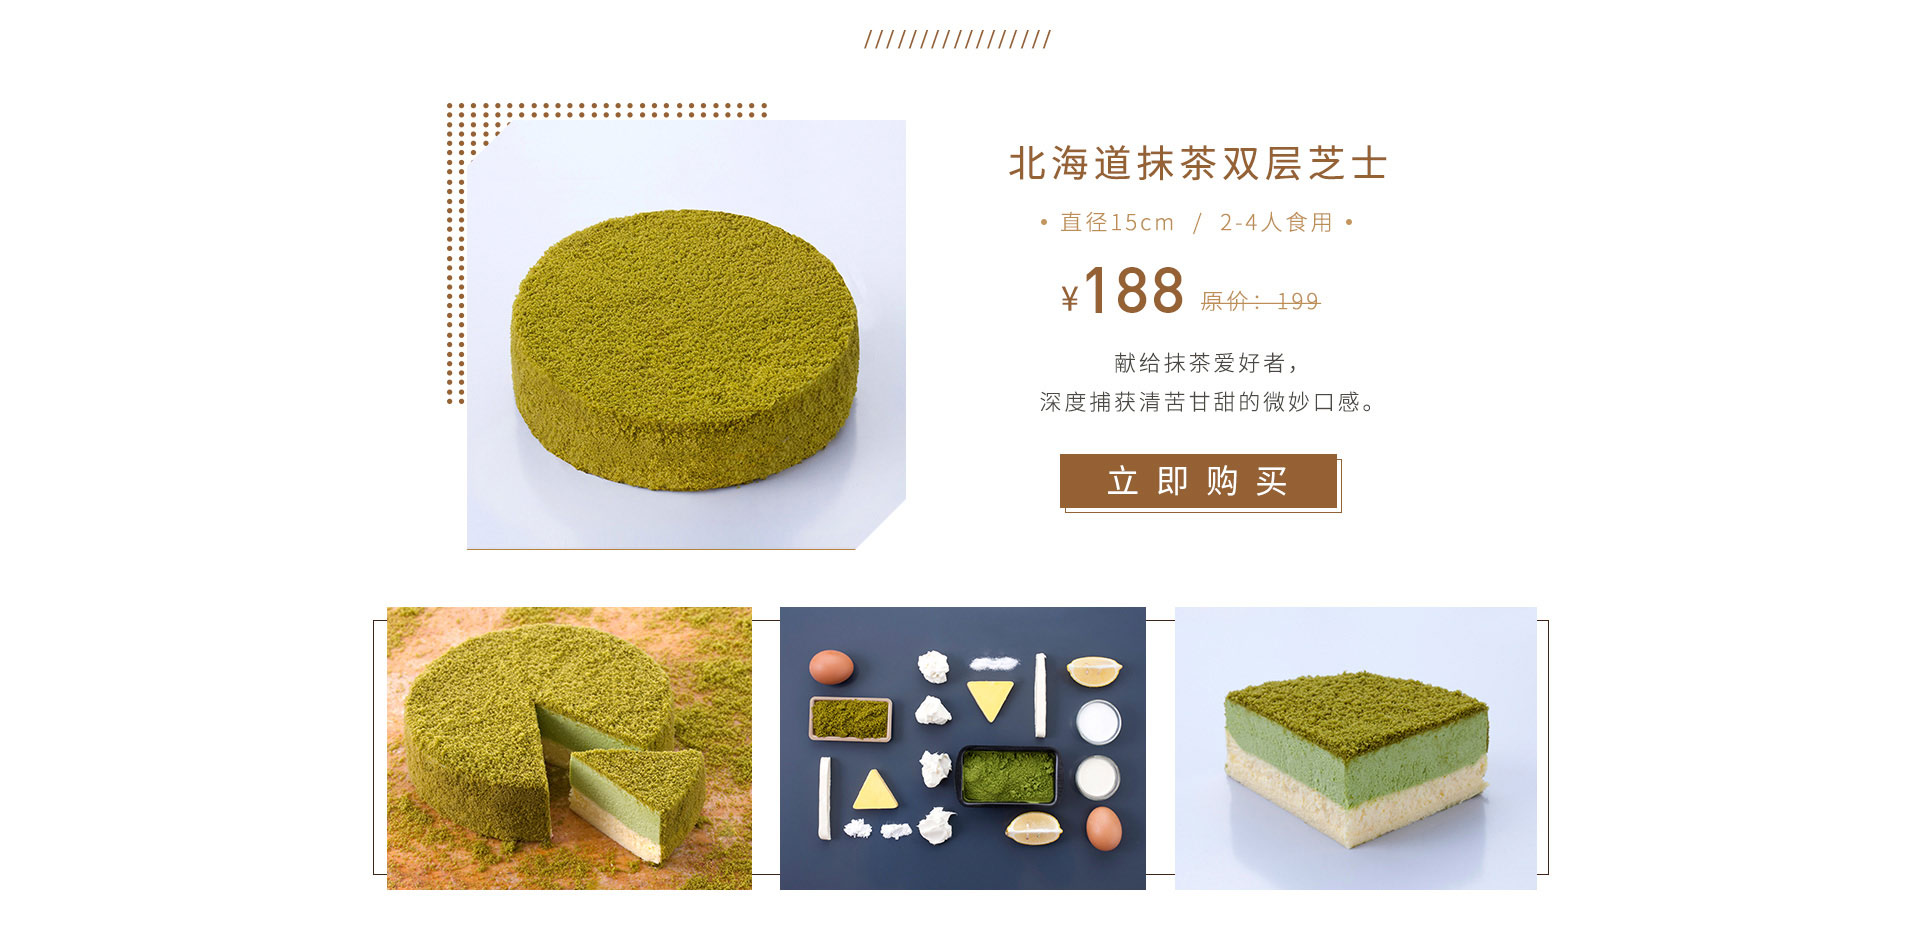 北海道抹茶双层芝士
• 直径15cm / 2-4人食用 •
¥188 原价：199
献给抹茶爱好者，
深度捕获清苦甘甜的微妙口感。
立即购买